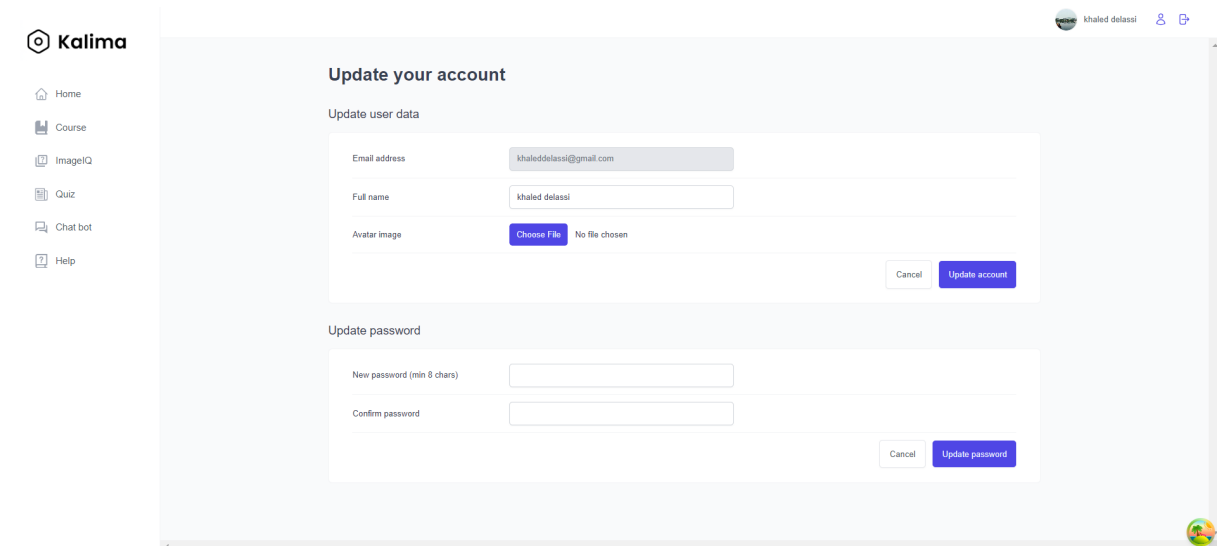 khaled delassi
Kalima
Home
Course
ImageIQ
Quiz
Chat bot
Help
Update your account
Update user data
Email address
khaleddelassi@gmail.com
Full name
khaled delassi
Avatar image
Choose File No file chosen
Cancel Update account
Update password
New password (min 8 chars)
Confirm password
Cancel Update password